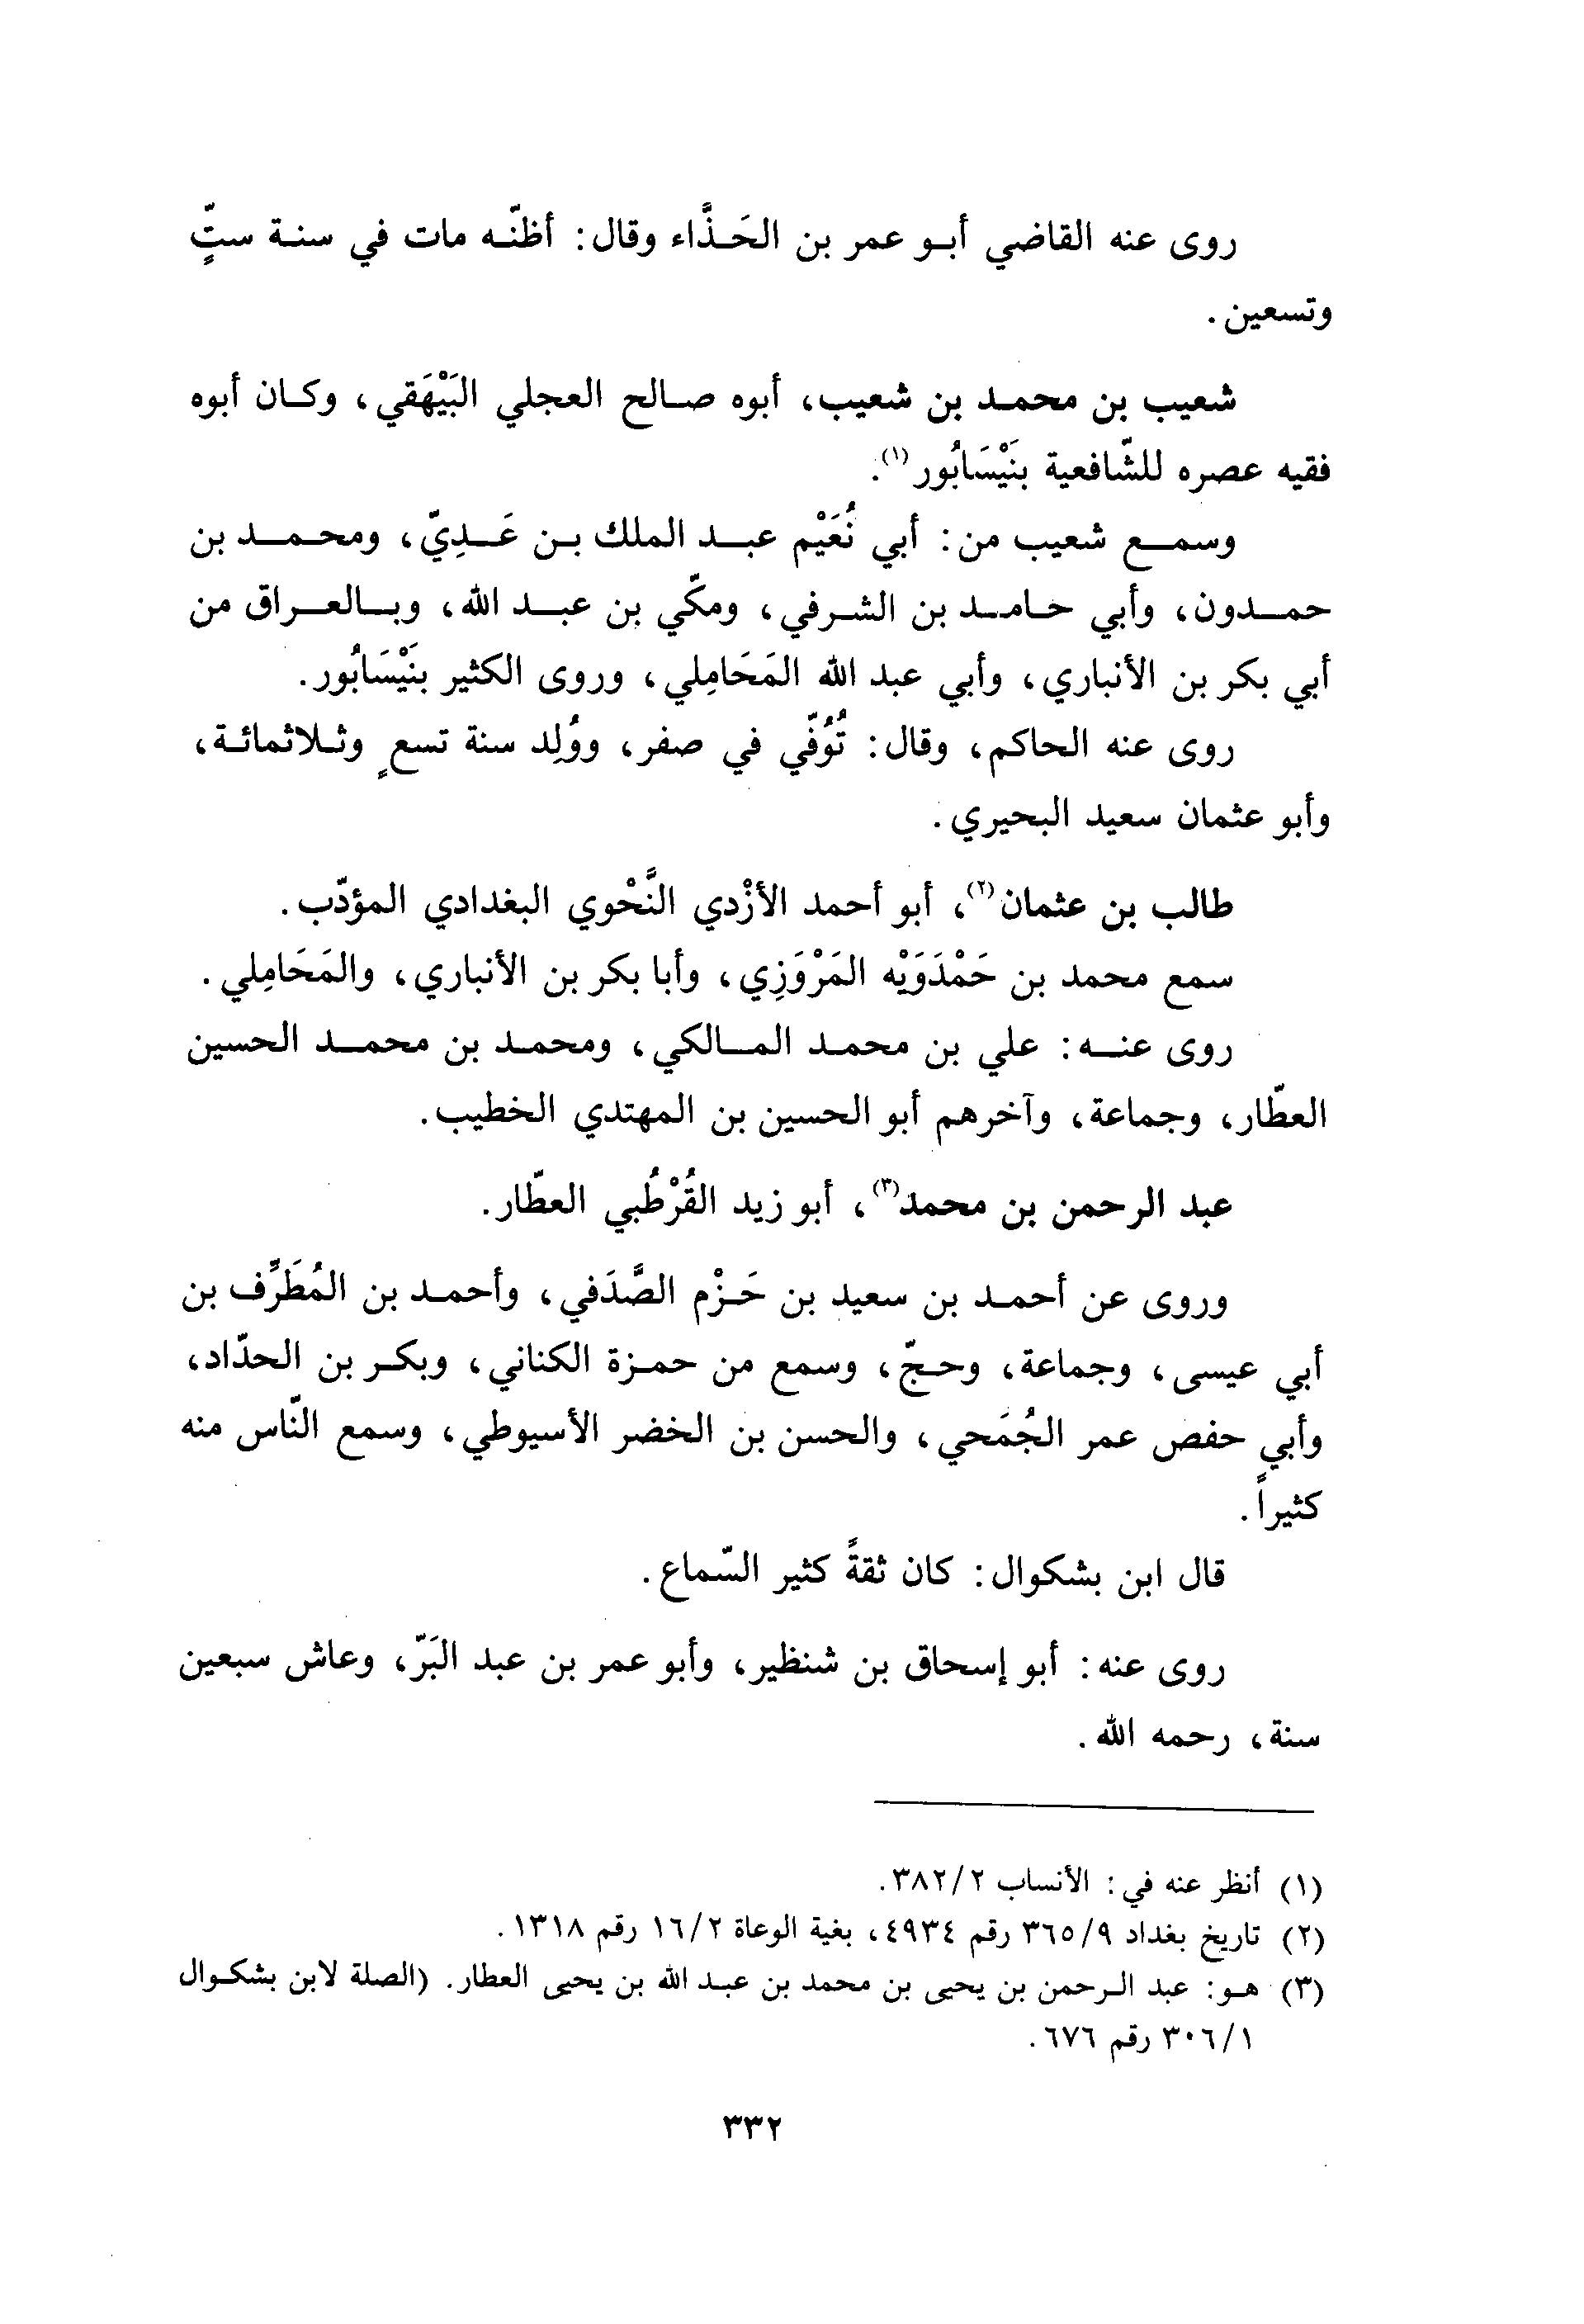 روى عنه القاضي أبو عمر بن الحَذَّاء وقال: أظنّه مات في سنة ستٍّ
وتسعين.
شعيب بن محمد بن شعيب، أبوه صالح العجلي البَيْهَقي، وكان أبوه
فقيه عصره للشّافعية بنَيْسَابُور(١).
وسمع شعيب من: أبي نُعَيْم عبد الملك بن عَدِيّ، ومحمد بن
حمدون، وأبي حامد بن الشرفي، ومكّي بن عبد الله، وبالعراق من
أبي بكر بن الأنباري، وأبي عبد الله المَحَامِلي، وروى الكثير بنَيْسَابُور.
روى عنه الحاكم، وقال: تُوُفّي في صفر، ووُلِد سنة تسعٍ وثلاثمائة،
وأبو عثمان سعيد البحيري.
طالب بن عثمان(٢)، أبو أحمد الأزْدي النَّحْوي البغدادي المؤدّب.
سمع محمد بن حَمْدَوَيْه المَرْوَزِي، وأبا بكر بن الأنباري، والمَحَامِلي.
روى عنه: علي بن محمد المالكي، ومحمد بن محمد الحسين
العطّار، وجماعة، وآخرهم أبو الحسين بن المهتدي الخطيب.
عبد الرحمن بن محمد(٣)، أبو زيد القُرْطُبي العطّار.
وروى عن أحمد بن سعيد بن حَزْم الصَّدَفي، وأحمد بن المُطَرِّف بن
أبي عيسى، وجماعة، وحجّ، وسمع من حمزة الكناني، وبكر بن الحدّاد،
وأبي حفص عمر الجُمَحي، والحسن بن الخضر الأسيوطي، وسمع النّاس منه
كثيراً.
قال ابن بشكوال: كان ثقةً كثير السّماع.
روى عنه: أبو إسحاق بن شنظير، وأبو عمر بن عبد البَرّ، وعاش سبعين
سنة، رحمه الله.
(١) أنظر عنه في: الأنساب ٣٨٢/٢.
(٢) تاريخ بغداد ٣٦٥/٩ رقم ٤٩٣٤، بغية الوعاة ١٦/٢ رقم ١٣١٨.
(٣) هو: عبد الرحمن بن يحيى بن محمد بن عبد الله بن يحيى العطار. (الصلة لابن بشكوال
٣٠٦/١ رقم ٦٧٦.
٣٣٢